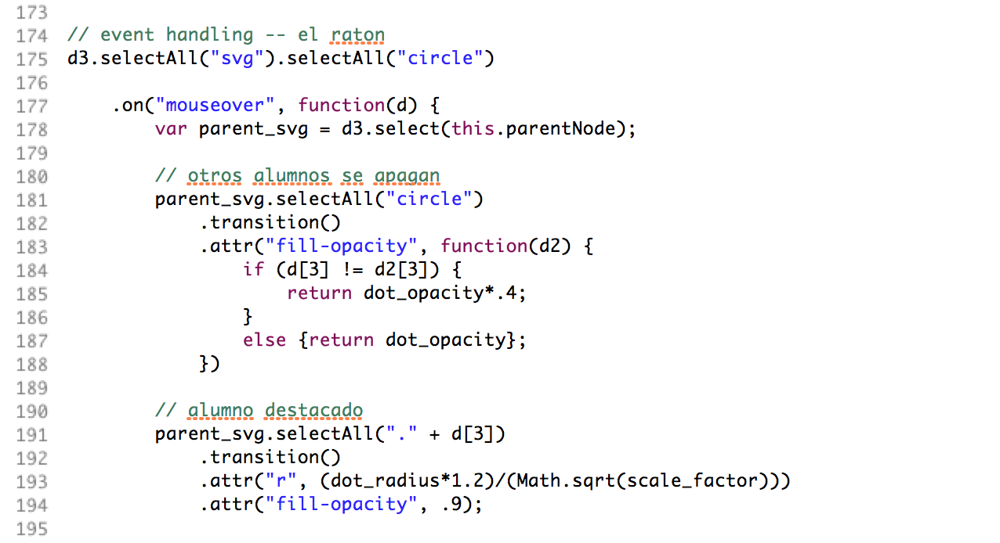 173
174 // event handling -- el raton
175 d3.selectAll("svg").selectAll("circle")
176
177     .on("mouseover", function(d) {
178         var parent_svg = d3.select(this.parentNode);
179
180         // otros alumnos se apagan
181         parent_svg.selectAll("circle")
182             .transition()
183             .attr("fill-opacity", function(d2) {
184                 if (d[3] != d2[3]) {
185                     return dot_opacity*.4;
186                 }
187                 else {return dot_opacity};
188             })
189
190         // alumno destacado
191         parent_svg.selectAll("." + d[3])
192             .transition()
193             .attr("r", (dot_radius*1.2)/(Math.sqrt(scale_factor)))
194             .attr("fill-opacity", .9);
195